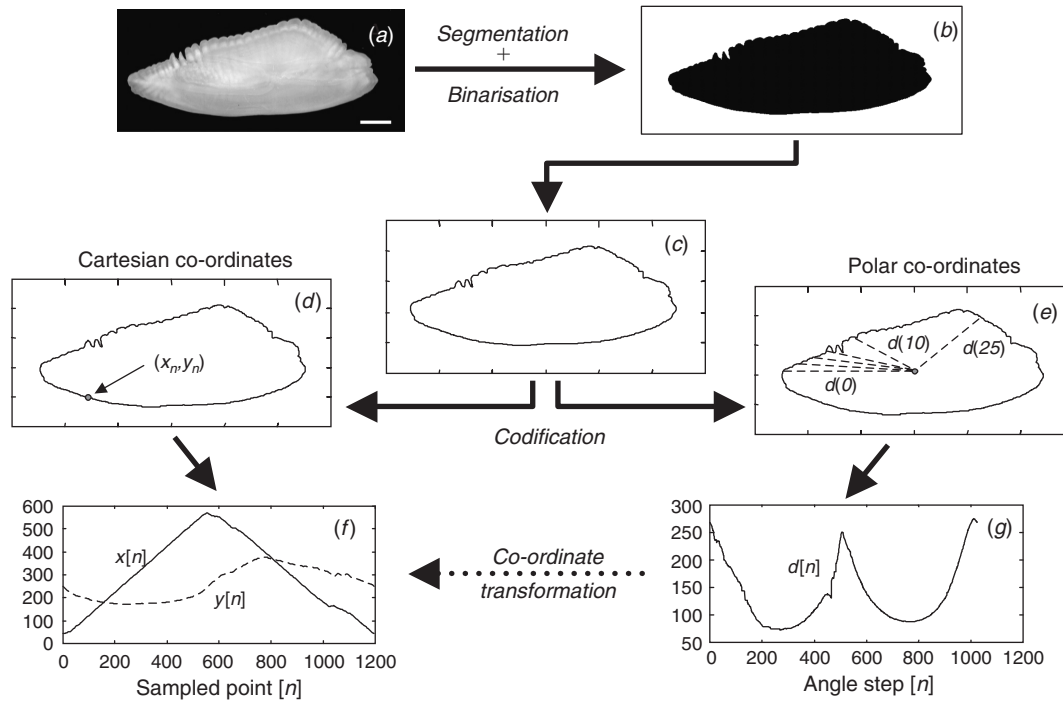 (a)
Segmentation
+
Binarisation
(b)
(c)
Cartesian co-ordinates
Polar co-ordinates
(d)
(xn,yn)
(e)
d(10)
d(25)
d(0)
Codification
600
500
400
300
200
100
0
x[n]
y[n]
(f)
0 200 400 600 800 1000 1200
Sampled point [n]
Co-ordinate
transformation
300
250
200
150
100
50
d[n]
(g)
0 200 400 600 800 1000 1200
Angle step [n]